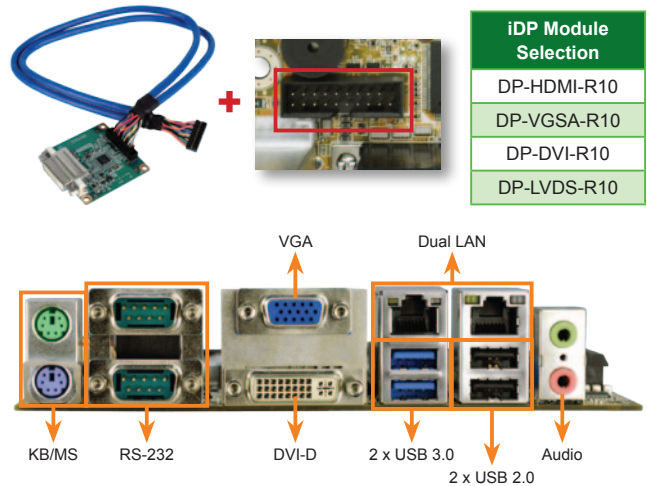 iDP Module
Selection
DP-HDMI-R10
DP-VGSA-R10
DP-DVI-R10
DP-LVDS-R10
VGA
Dual LAN
KB/MS
RS-232
DVI-D
2 x USB 3.0
Audio
2 x USB 2.0